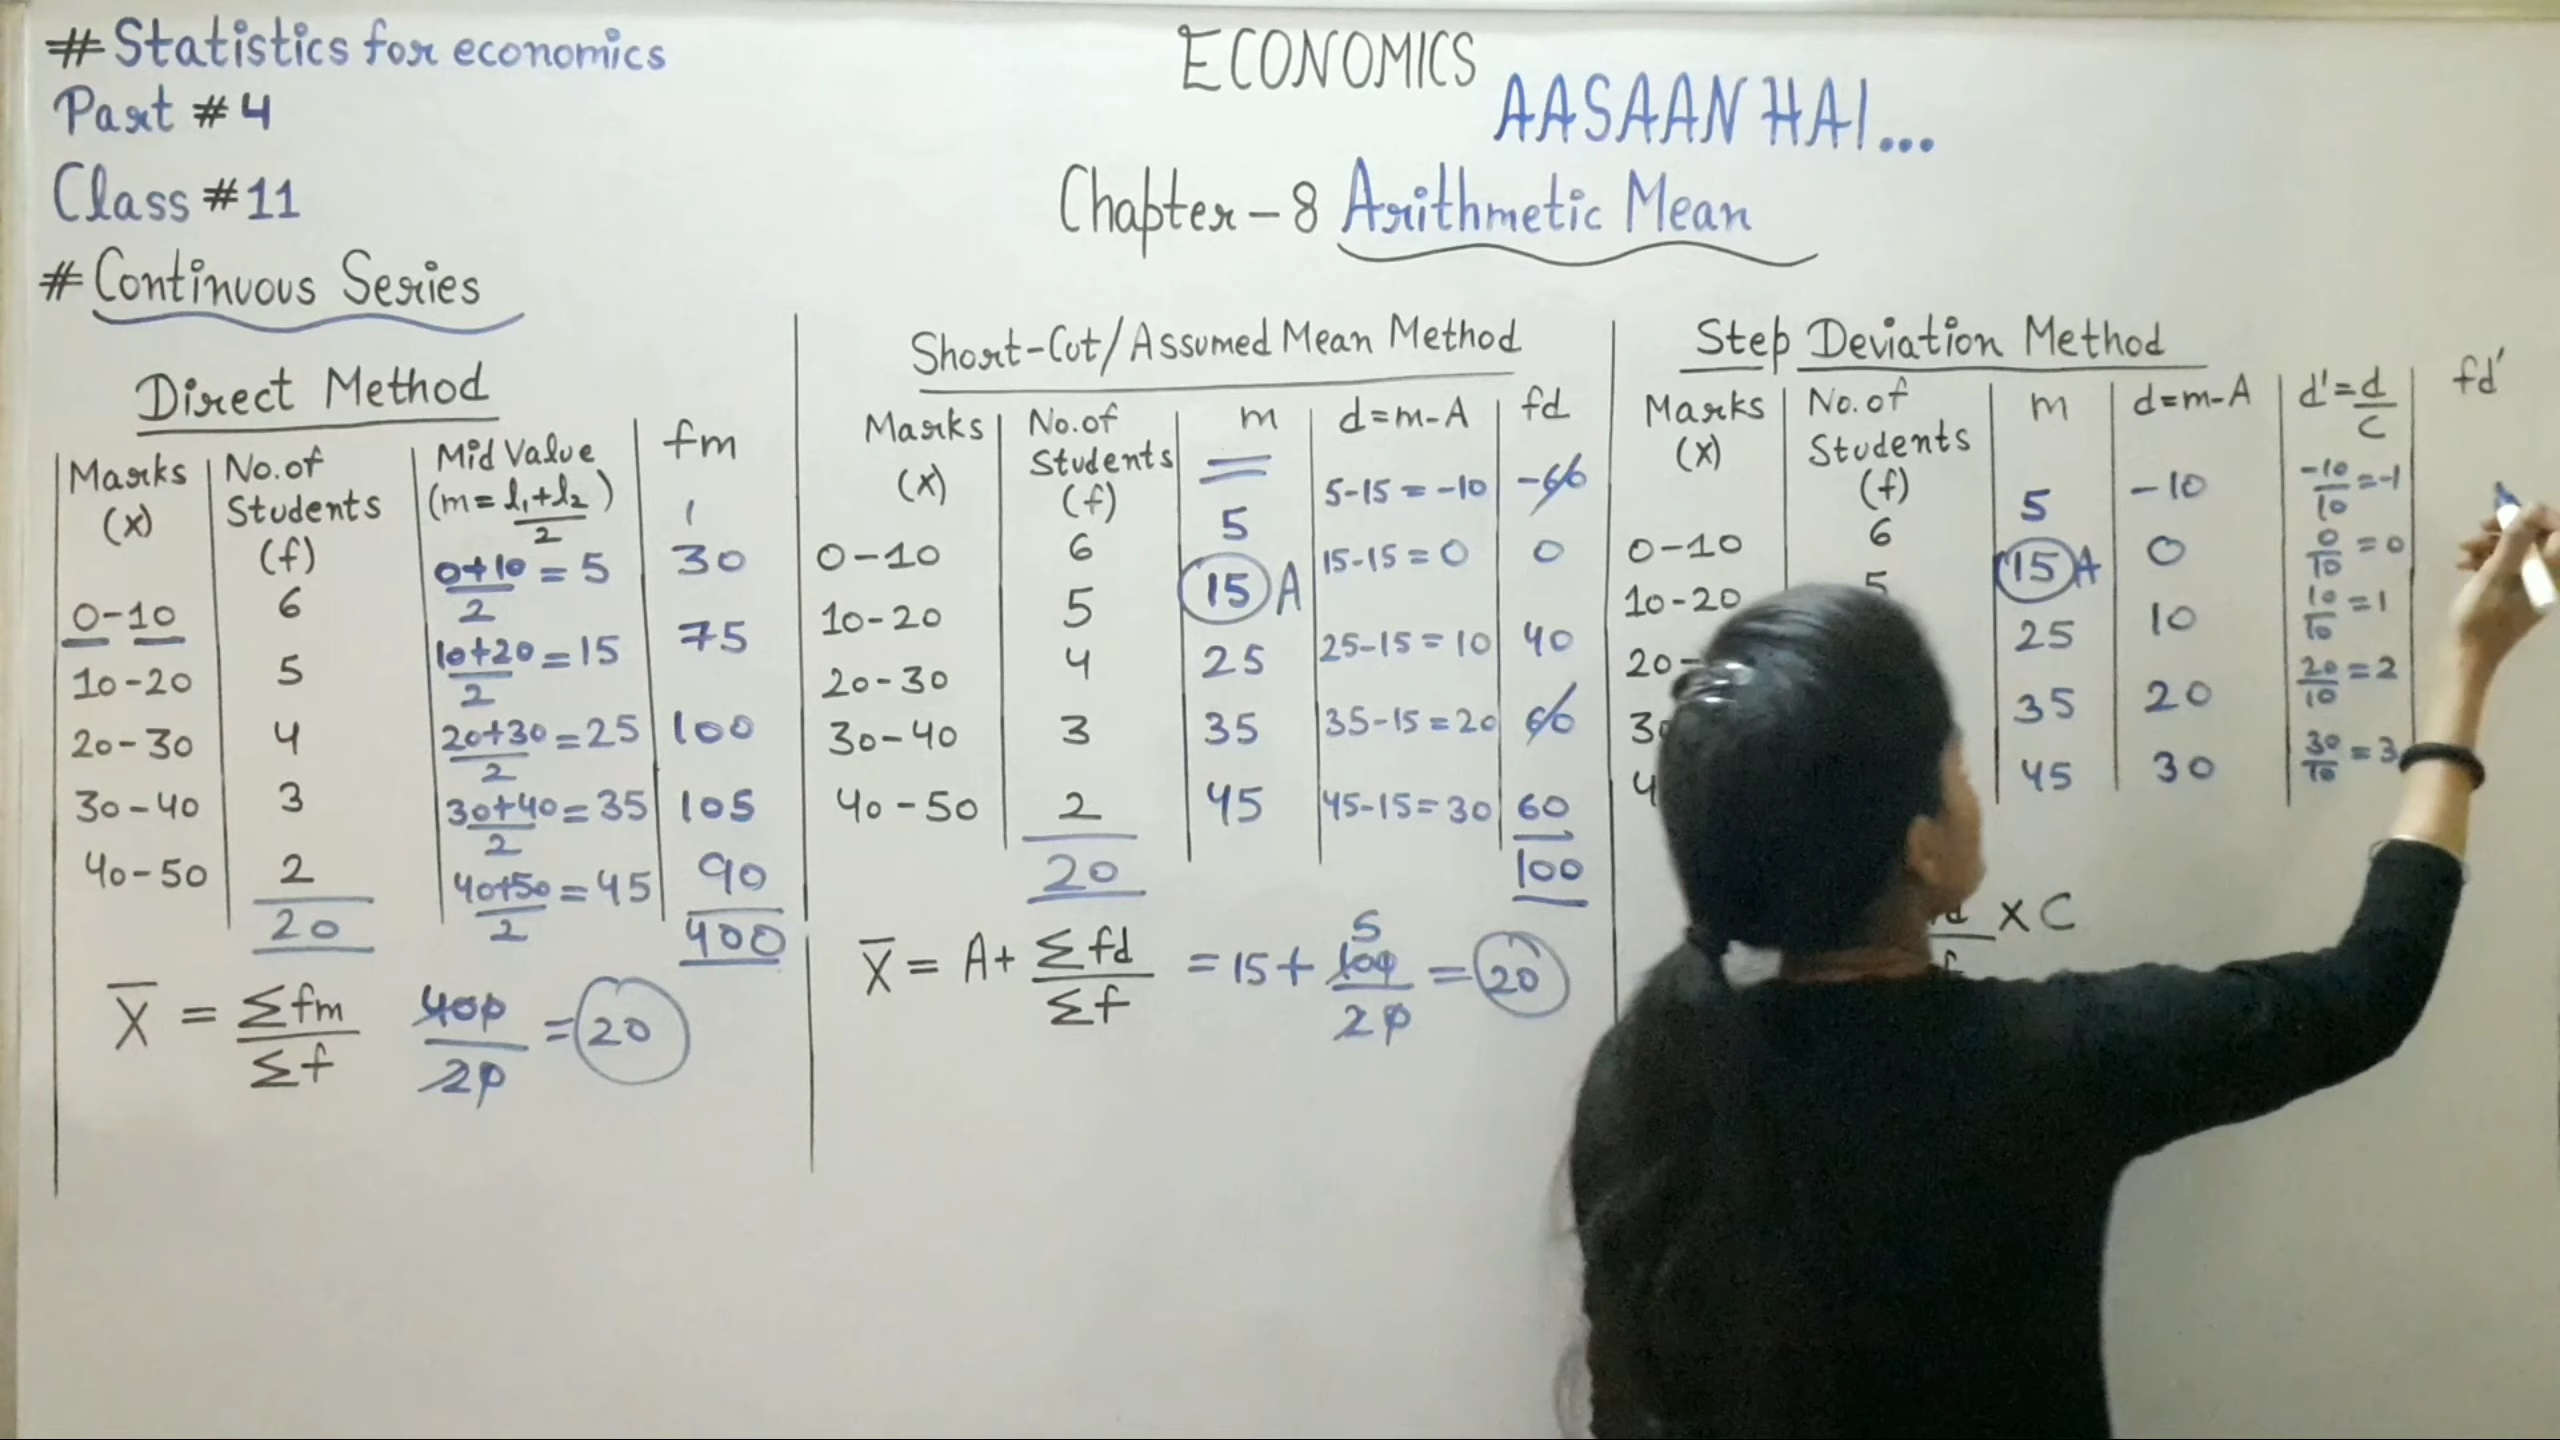 # Statistics for economics
Part # 4
Class # 11
# Continuous Series
ECONOMICS
AASAAN HAI...
Chapter - 8 Arithmetic Mean
Direct Method
Marks (x) | No. of Students (f) | Mid Value (m = l₁+l₂/2) | fm
0-10 6 0+10/2 = 5 30
10-20 5 10+20/2 = 15 75
20-30 4 20+30/2 = 25 100
30-40 3 30+40/2 = 35 105
40-50 2 40+50/2 = 45 90
20 400
X̄ = Σfm/Σf 400/20 = 20
Short-Cut/Assumed Mean Method
Marks (x) | No. of Students (f) | m | d=m-A | fd
0-10 6 5 5-15 = -10 -60
10-20 5 15 A 15-15 = 0 0
20-30 4 25 25-15 = 10 40
30-40 3 35 35-15 = 20 60
40-50 2 45 45-15 = 30 60
20 100
X̄ = A+ Σfd/Σf = 15 + 100/20 5 = 20
Step Deviation Method
Marks (x) | No. of Students (f) | m | d=m-A | d'=d/C | fd'
0-10 6 5 -10 -10/10 = -1
10-20 5 15 A 0 0/10 = 0
20- 25 10 10/10 = 1
35 20 20/10 = 2
45 30 30/10 = 3
x C